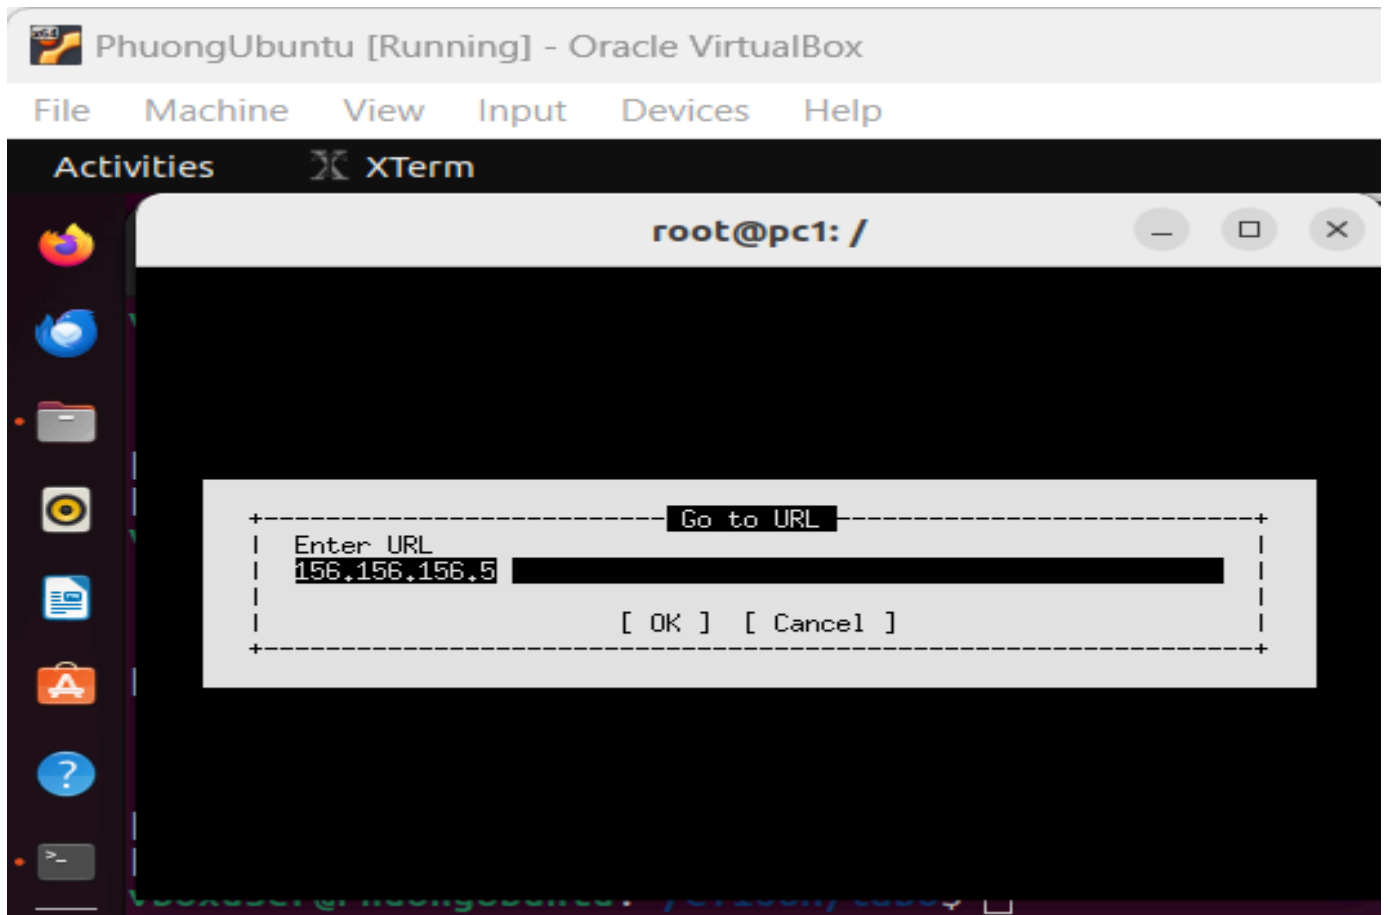 PhuongUbuntu [Running] - Oracle VirtualBox
File Machine View Input Devices Help
Activities XTerm
root@pc1: /
Go to URL
Enter URL
156.156.156.5
[ OK ] [ Cancel ]